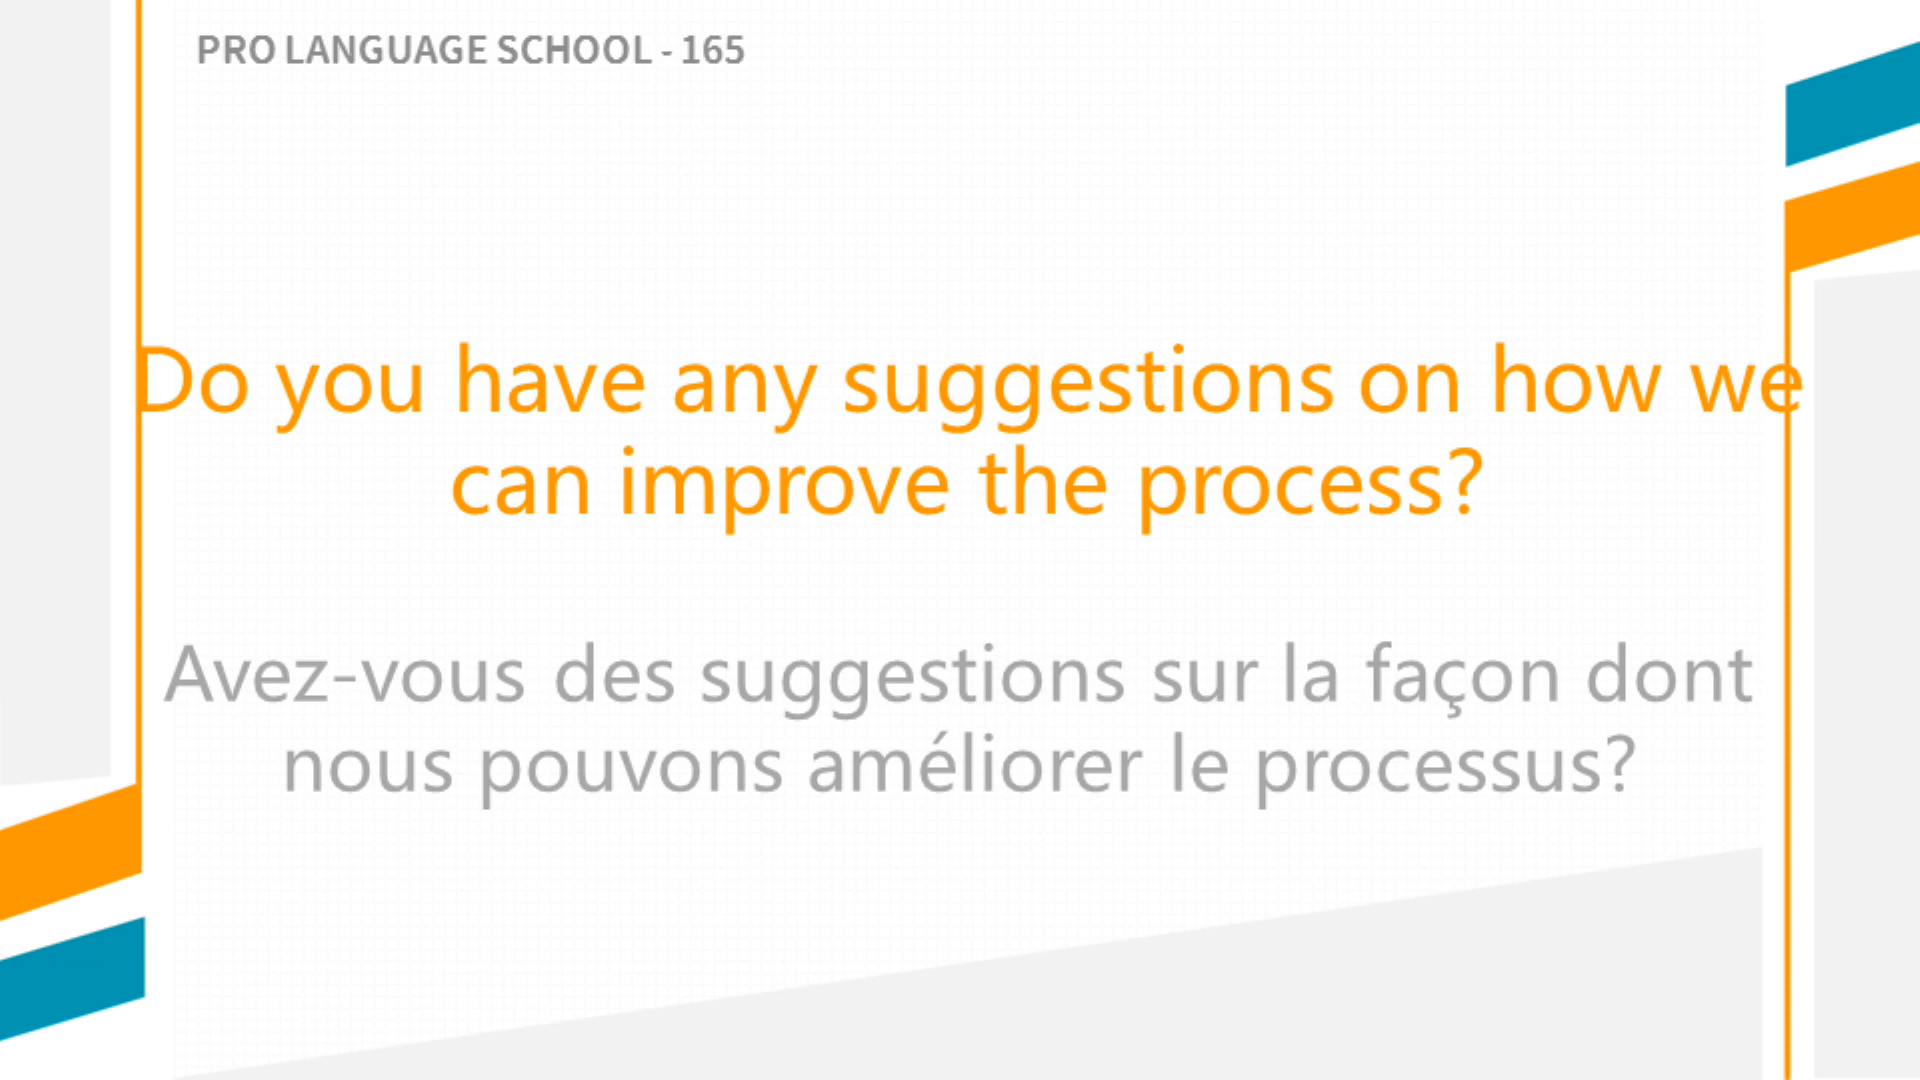 PRO LANGUAGE SCHOOL - 165
Do you have any suggestions on how we
can improve the process?
Avez-vous des suggestions sur la façon dont
nous pouvons améliorer le processus?